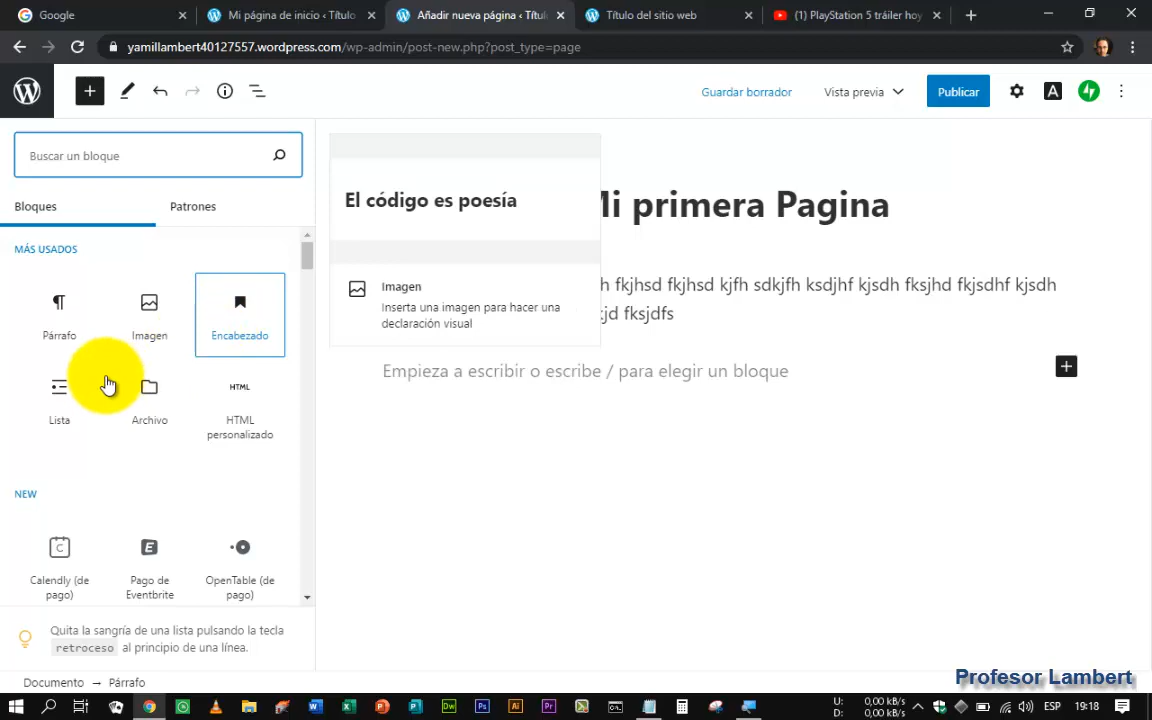 Google
Mi página de inicio ‹ Título
Añadir nueva página ‹ Títul
Título del sitio web
(1) PlayStation 5 tráiler hoy
yamillambert40127557.wordpress.com/wp-admin/post-new.php?post_type=page
Guardar borrador
Vista previa
Publicar
A
Buscar un bloque
Bloques
Patrones
MÁS USADOS
Párrafo
Imagen
Encabezado
Lista
Archivo
HTML
HTML
personalizado
NEW
Calendly (de
pago)
Pago de
Eventbrite
OpenTable (de
pago)
Quita la sangría de una lista pulsando la tecla
retroceso al principio de una línea.
El código es poesía
Imagen
Inserta una imagen para hacer una
declaración visual
Mi primera Pagina
h fkjhsd fkjhsd kjfh sdkjfh ksdjhf kjsdh fksjhd fkjsdhf kjsdh
kjd fksjdfs
Empieza a escribir o escribe / para elegir un bloque
Documento → Párrafo
Profesor Lambert
U: 0,00 kB/s
D: 0,00 kB/s
ESP
19:18